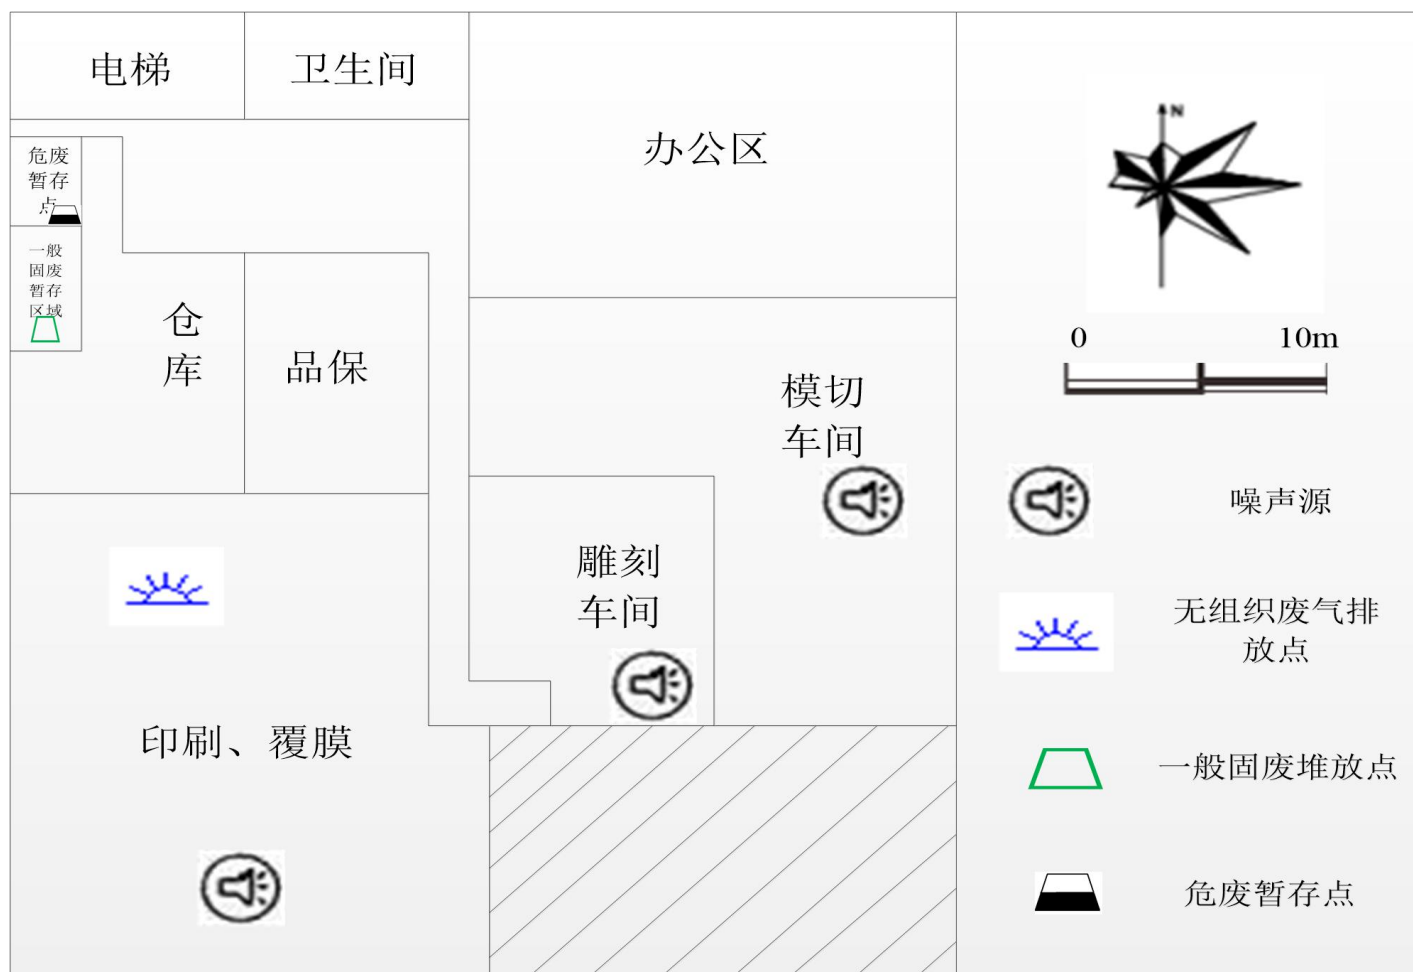 电梯
卫生间
办公区
危废
暂存
点
一般
固废
暂存
区域
仓
库
品保
模切
车间
雕刻
车间
印刷、覆膜
N
0
10m
噪声源
无组织废气排
放点
一般固废堆放点
危废暂存点